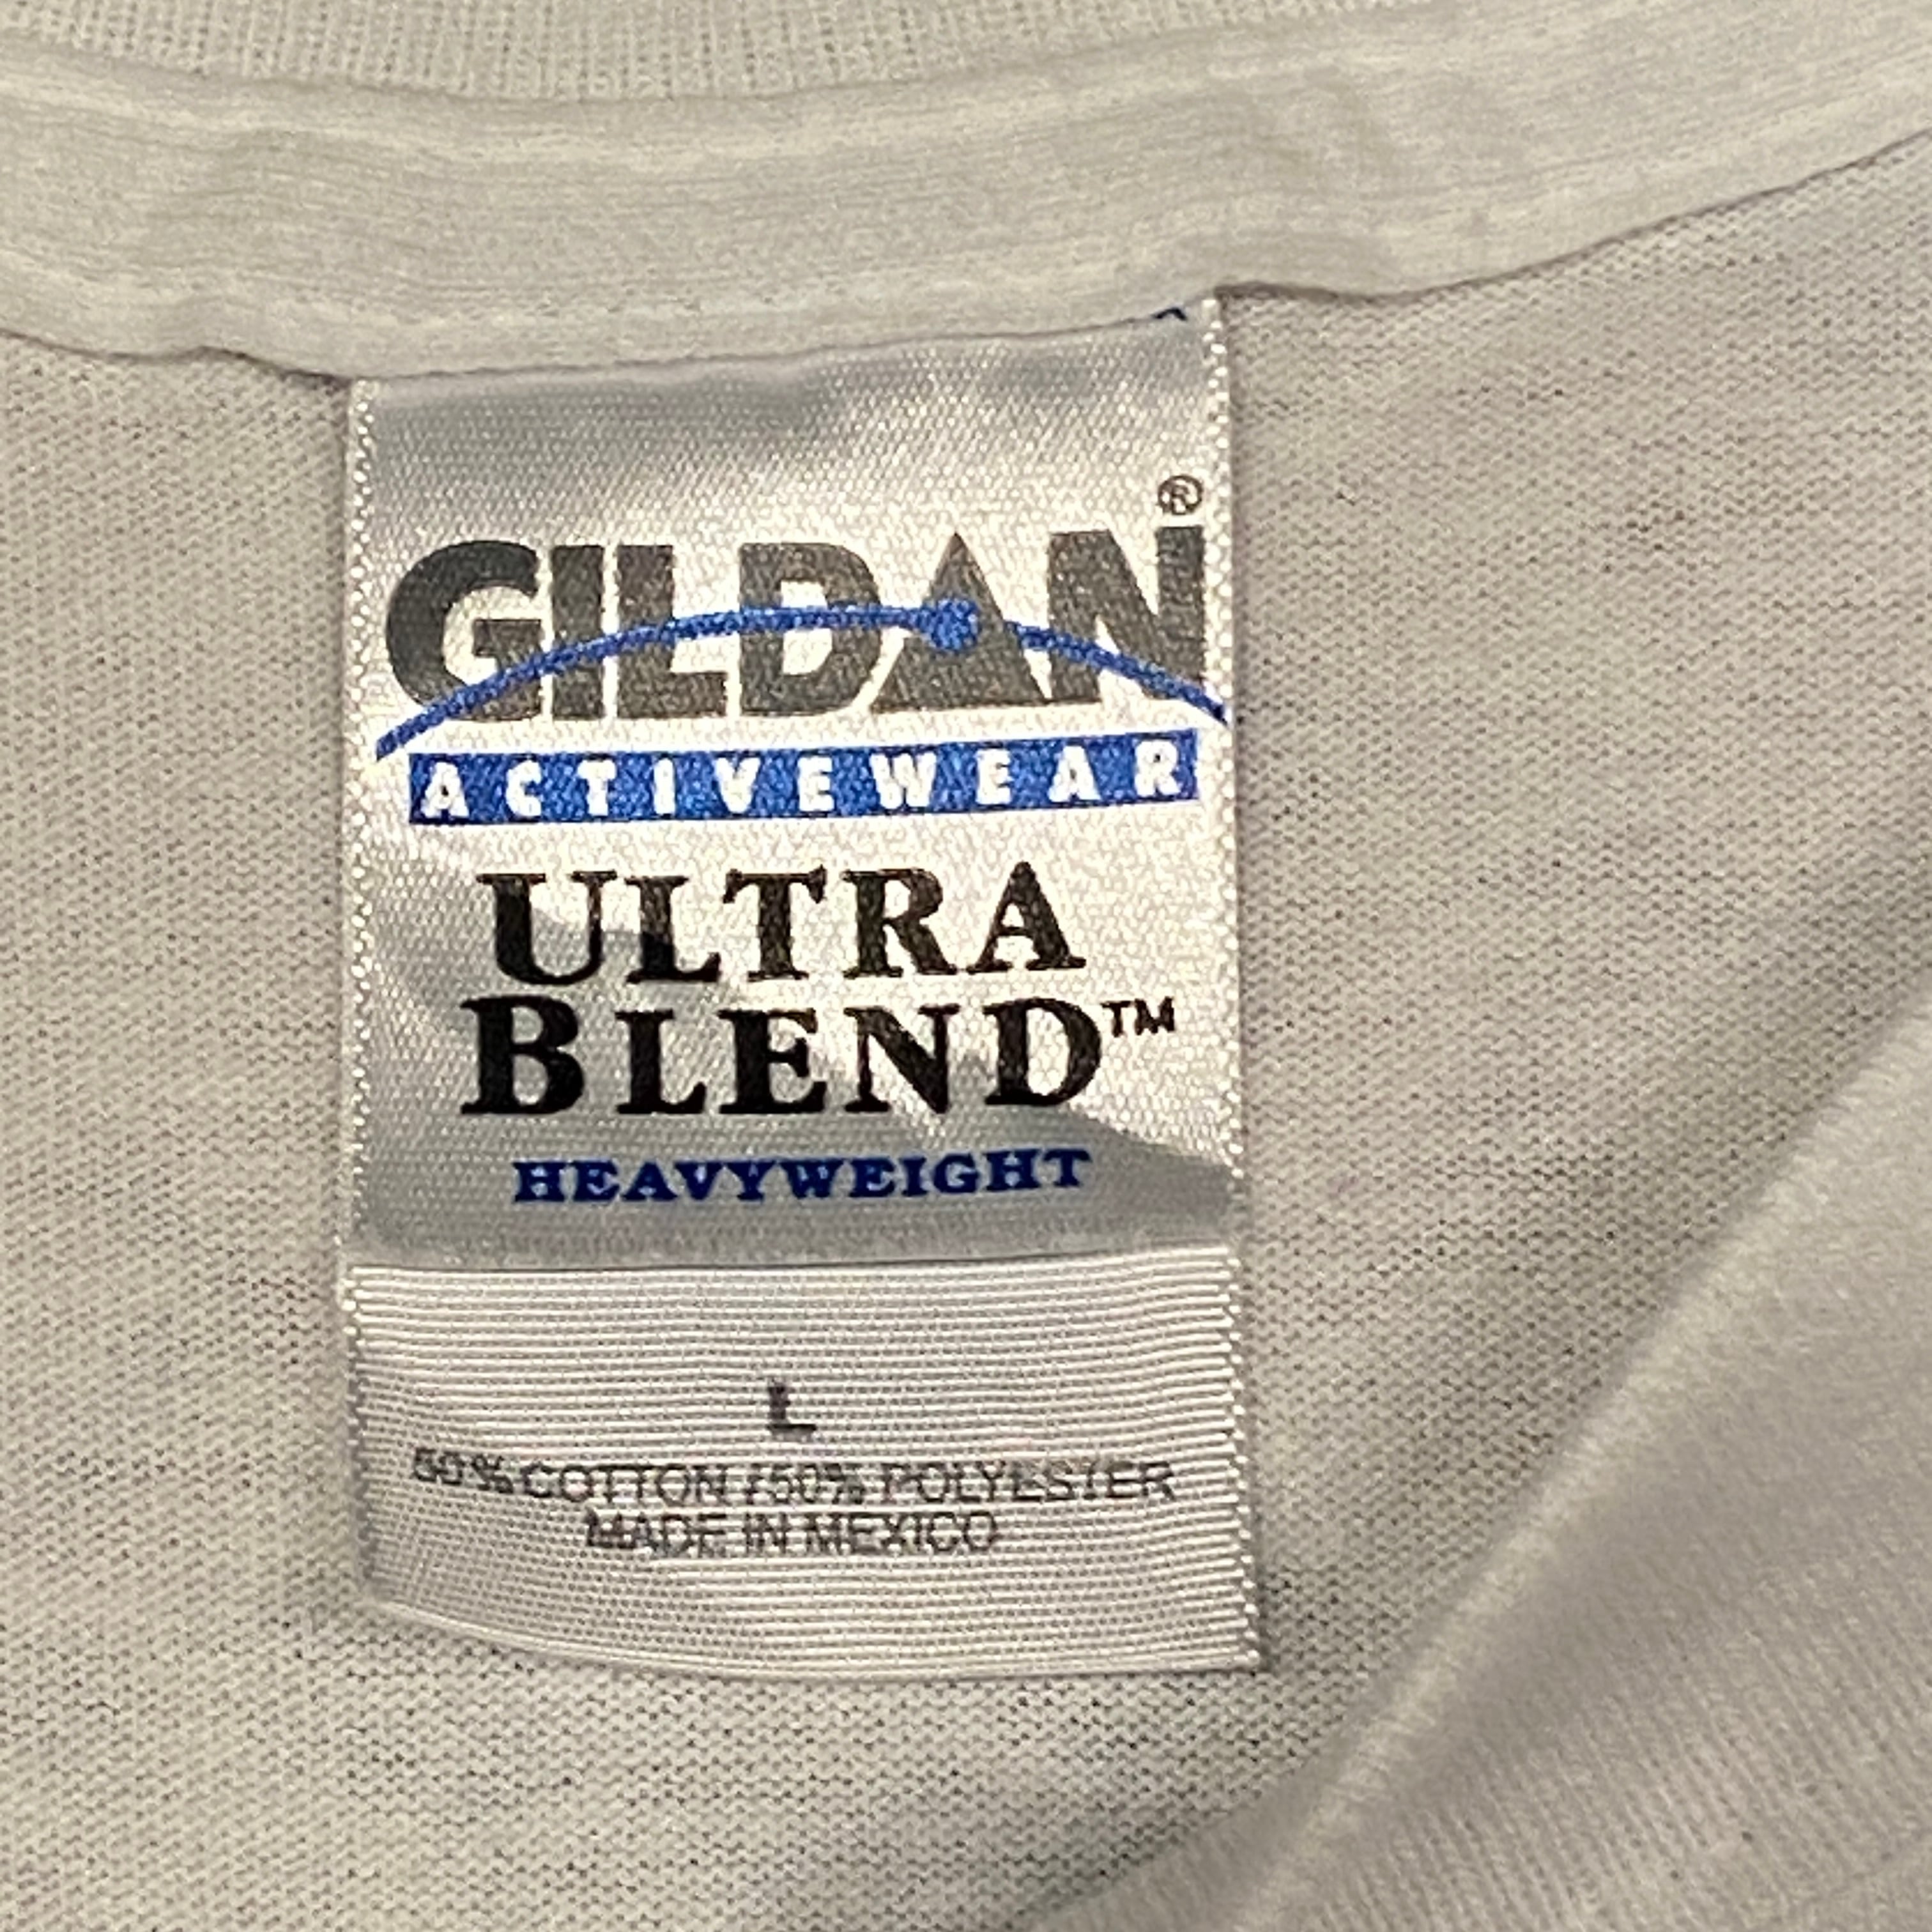 GILDAN®
ACTIVEWEAR
ULTRA
BLEND™
HEAVYWEIGHT
L
50% COTTON / 50% POLYESTER
MADE IN MEXICO